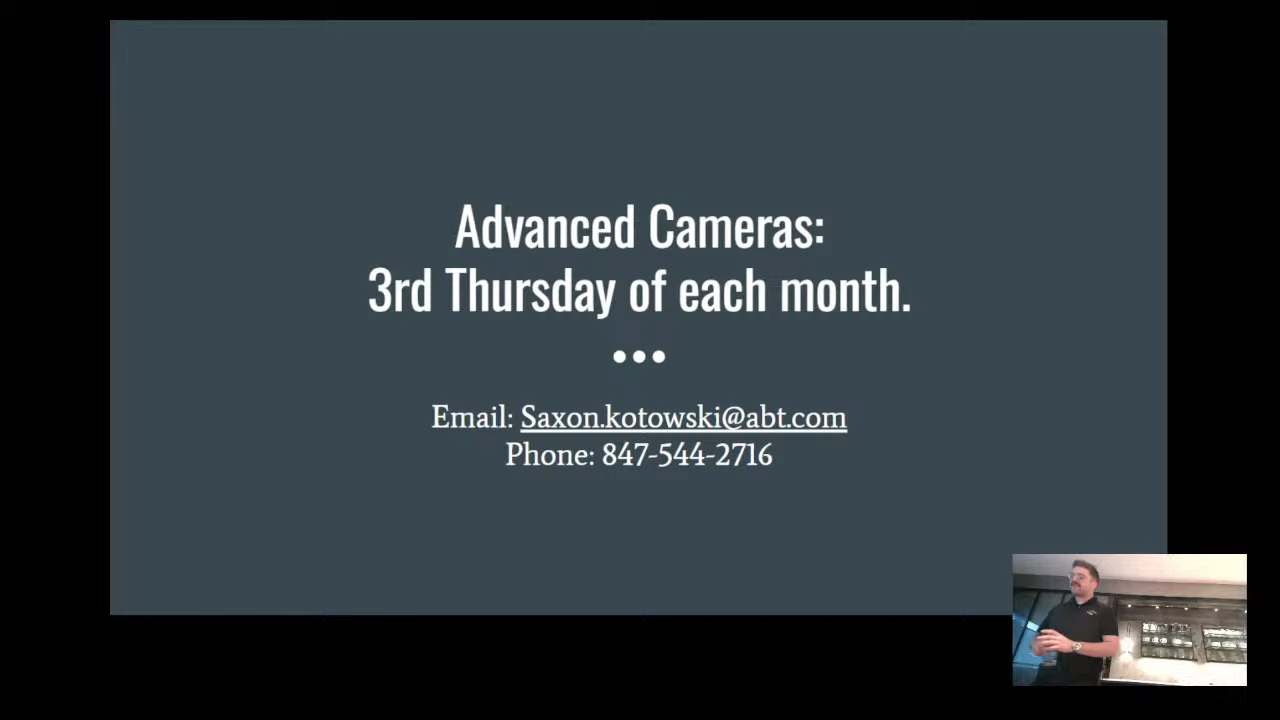 Advanced Cameras:
3rd Thursday of each month.
Email: Saxon.kotowski@abt.com
Phone: 847-544-2716